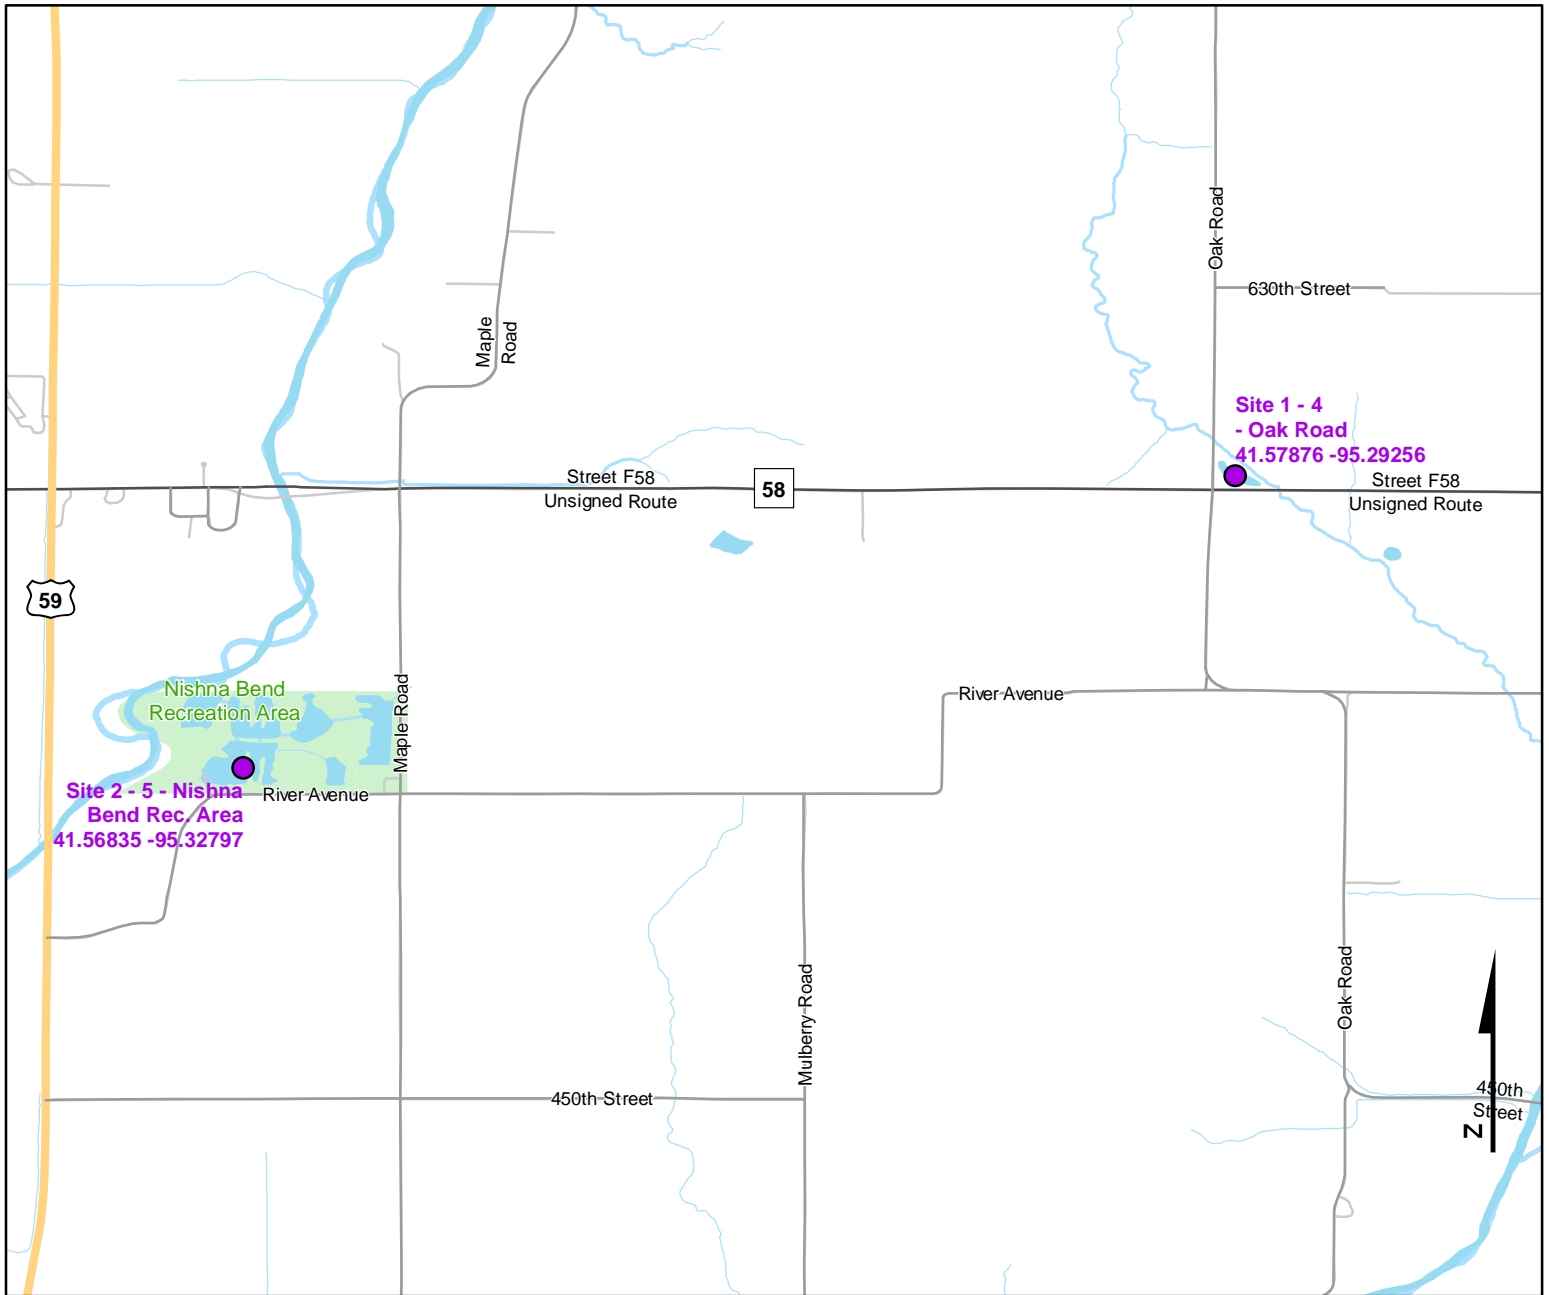 Oak Road
630th Street
Maple
Road
Site 1 - 4
- Oak Road
41.57876 -95.29256
Street F58
Unsigned Route
58
Street F58
Unsigned Route
59
Nishna Bend
Recreation Area
Maple Road
River Avenue
Site 2 - 5 - Nishna
Bend Rec. Area
41.56835 -95.32797
River Avenue
Mulberry Road
Oak Road
450th Street
450th
Street
N